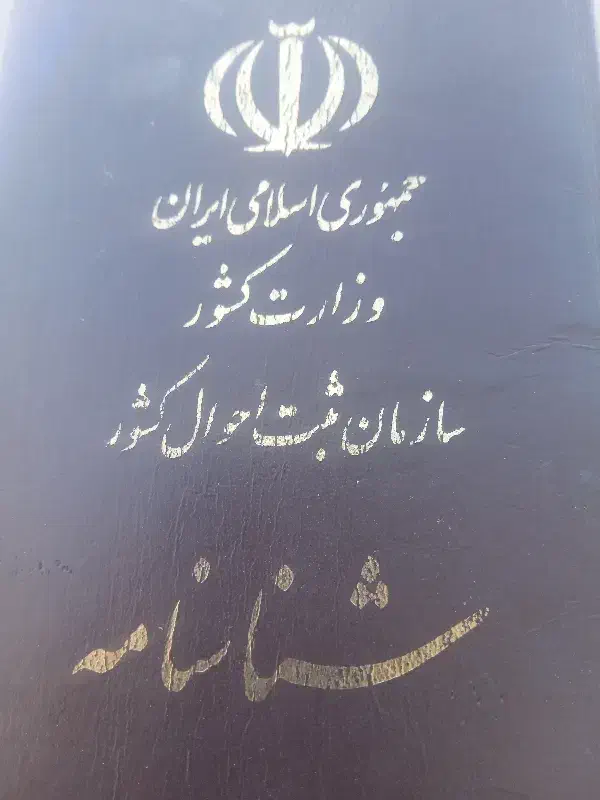 جمهوری اسلامی ایران
وزارت کشور
سازمان ثبت احوال کشور
شناسنامه